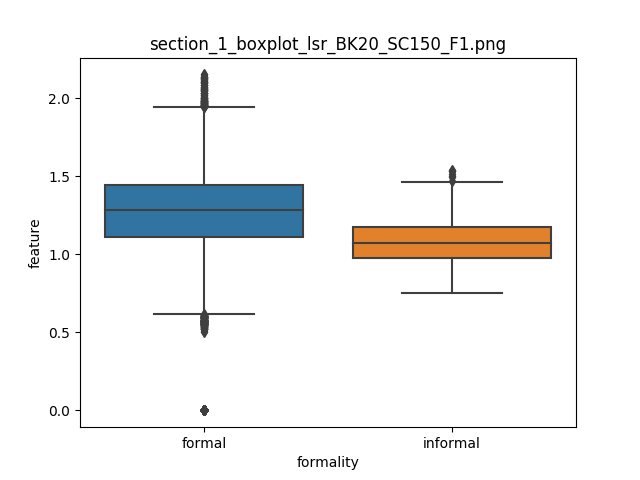 section_1_boxplot_lsr_BK20_SC150_F1.png
2.0
1.5
1.0
0.5
0.0
feature
formal
informal
formality